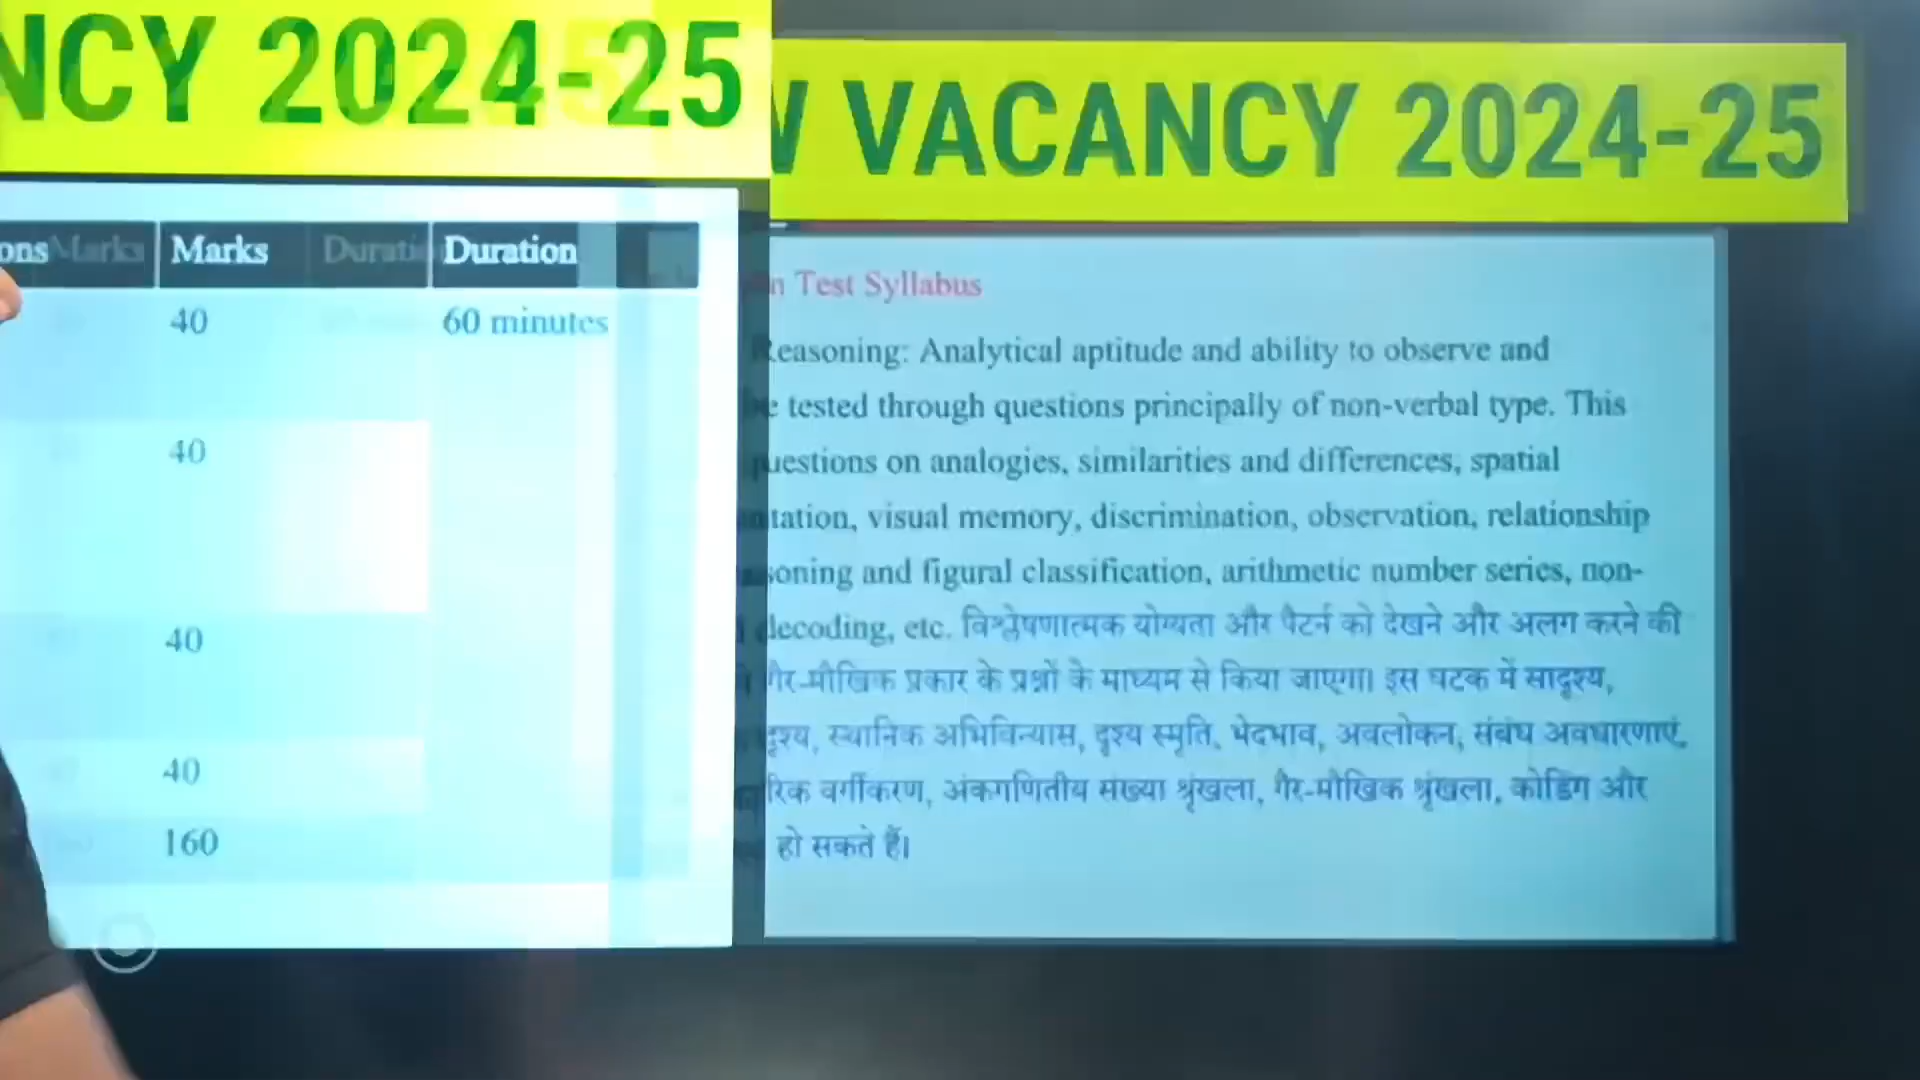 NCY 2024-25
ons Marks Duration
40 60 minutes
40
40
40
160
VACANCY 2024-25
Test Syllabus
Reasoning: Analytical aptitude and ability to observe and
tested through questions principally of non-verbal type. This
questions on analogies, similarities and differences, spatial
tation, visual memory, discrimination, observation, relationship
soning and figural classification, arithmetic number series, non-
decoding, etc. विश्लेषणात्मक योग्यता और पैटर्न को देखने और अलग करने की
गैर-मौखिक प्रकार के प्रश्नों के माध्यम से किया जाएगा। इस घटक में सादृश्य,
दृश्य, स्थानिक अभिविन्यास, दृश्य स्मृति, भेदभाव, अवलोकन, संबंध अवधारणाएं,
रिक वर्गीकरण, अंकगणितीय संख्या श्रृंखला, गैर-मौखिक श्रृंखला, कोडिंग और
हो सकते हैं।